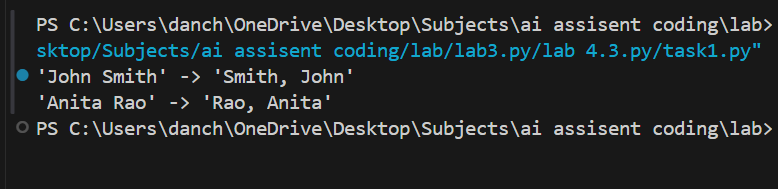 PS C:\Users\danch\OneDrive\Desktop\Subjects\ai assisent coding\lab>
sktop/Subjects/ai assisent coding/lab/lab3.py/lab 4.3.py/task1.py"
'John Smith' -> 'Smith, John'
'Anita Rao' -> 'Rao, Anita'
PS C:\Users\danch\OneDrive\Desktop\Subjects\ai assisent coding\lab>